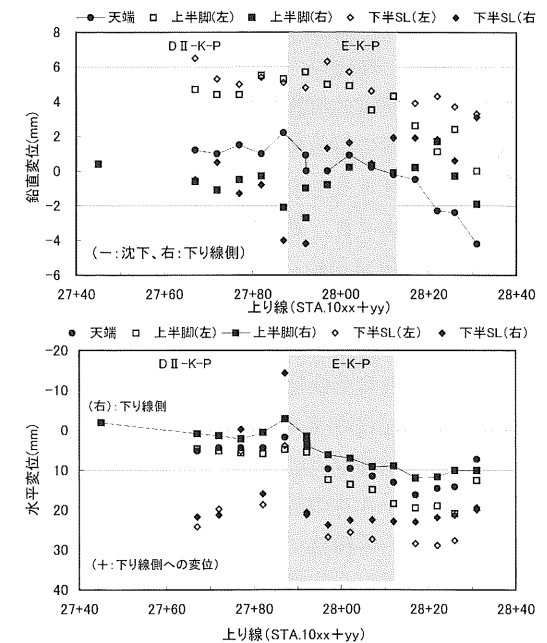 天端 上半脚(左) 上半脚(右) 下半SL(左) 下半SL(右
8
DⅡ-K-P E-K-P
6
4
2
0
-2
-4
-6
鉛直変位(mm)
(－:沈下、右:下り線側)
27+40 27+60 27+80 28+00 28+20 28+40
上り線(STA.10xx+yy)
天端 上半脚(左) 上半脚(右) 下半SL(左) 下半SL(右)
-20
DⅡ-K-P E-K-P
-10
(右):下り線側
0
10
20
30
40
水平変位(mm)
(＋:下り線側への変位)
27+40 27+60 27+80 28+00 28+20 28+40
上り線(STA.10xx+yy)